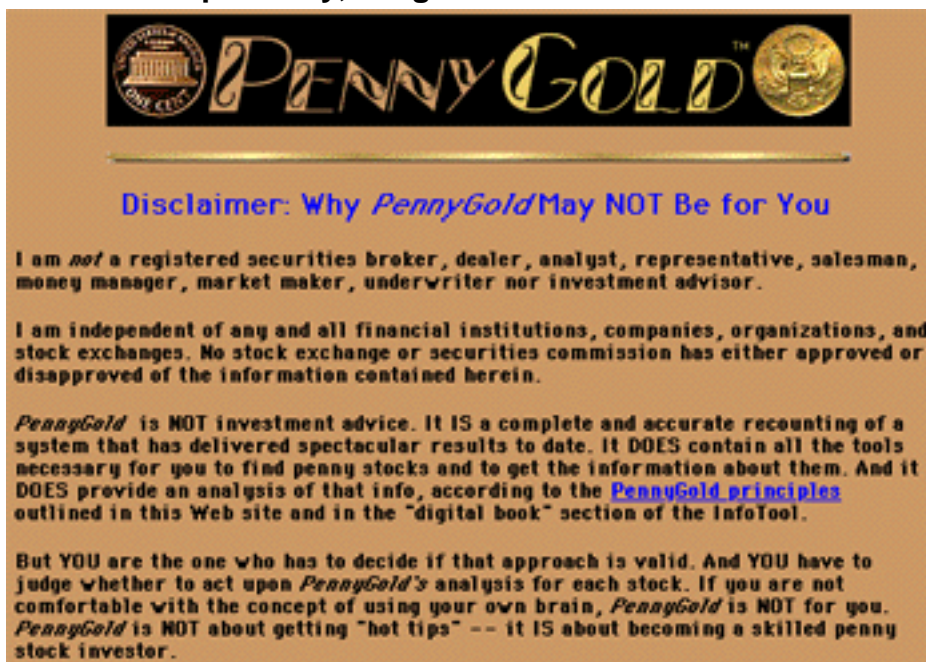 UNITED STATES OF AMERICA
ONE CENT
PENNY GOLD ™
Disclaimer: Why PennyGold May NOT Be for You
I am not a registered securities broker, dealer, analyst, representative, salesman,
money manager, market maker, underwriter nor investment advisor.
I am independent of any and all financial institutions, companies, organizations, and
stock exchanges. No stock exchange or securities commission has either approved or
disapproved of the information contained herein.
PennyGold is NOT investment advice. It IS a complete and accurate recounting of a
system that has delivered spectacular results to date. It DOES contain all the tools
necessary for you to find penny stocks and to get the information about them. And it
DOES provide an analysis of that info, according to the PennyGold principles
outlined in this Web site and in the "digital book" section of the InfoTool.
But YOU are the one who has to decide if that approach is valid. And YOU have to
judge whether to act upon PennyGold's analysis for each stock. If you are not
comfortable with the concept of using your own brain, PennyGold is NOT for you.
PennyGold is NOT about getting "hot tips" -- it IS about becoming a skilled penny
stock investor.